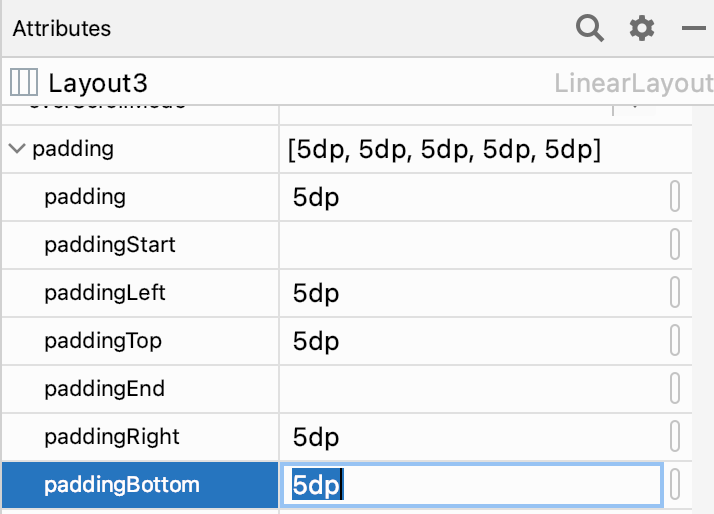 Attributes
Layout3 LinearLayout
overScrollMode
padding [5dp, 5dp, 5dp, 5dp, 5dp]
padding 5dp
paddingStart
paddingLeft 5dp
paddingTop 5dp
paddingEnd
paddingRight 5dp
paddingBottom 5dp